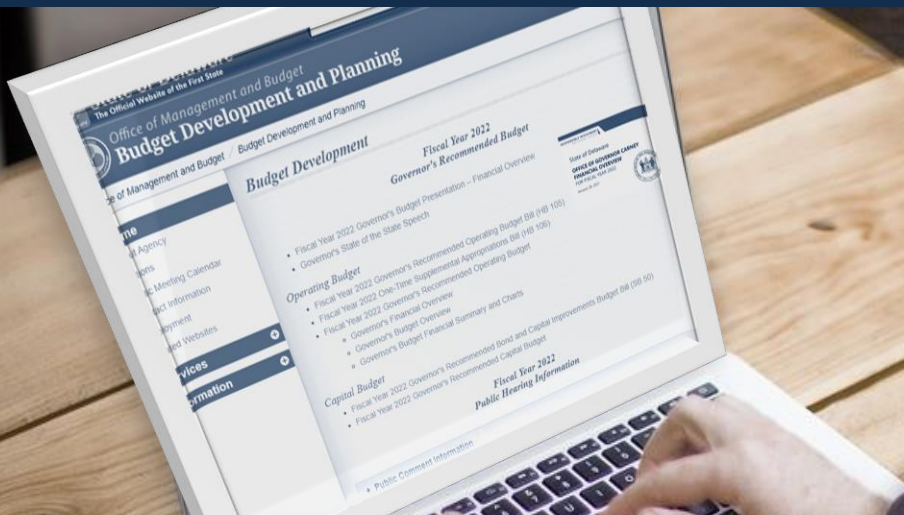 State of Delaware
The Official Website of the First State
Office of Management and Budget
Budget Development and Planning
of Management and Budget / Budget Development and Planning
Agency
Meeting Calendar
Information
Websites
Budget Development
Fiscal Year 2022
Governor's Recommended Budget
• Fiscal Year 2022 Governor's Budget Presentation – Financial Overview
• Governor's State of the State Speech
State of Delaware
OFFICE OF GOVERNOR CARNEY
FINANCIAL OVERVIEW
FOR FISCAL YEAR 2022
Operating Budget
• Fiscal Year 2022 Governor's Recommended Operating Budget Bill (HB 105)
• Fiscal Year 2022 One-Time Supplemental Appropriations Bill (HB 106)
• Fiscal Year 2022 Governor's Recommended Operating Budget
Governor's Financial Overview
Governor's Budget Overview
Governor's Budget Financial Summary and Charts
Capital Budget
• Fiscal Year 2022 Governor's Recommended Bond and Capital Improvements Budget Bill (SB 50)
• Fiscal Year 2022 Governor's Recommended Capital Budget
Fiscal Year 2022
Public Hearing Information
• Public Comment Information